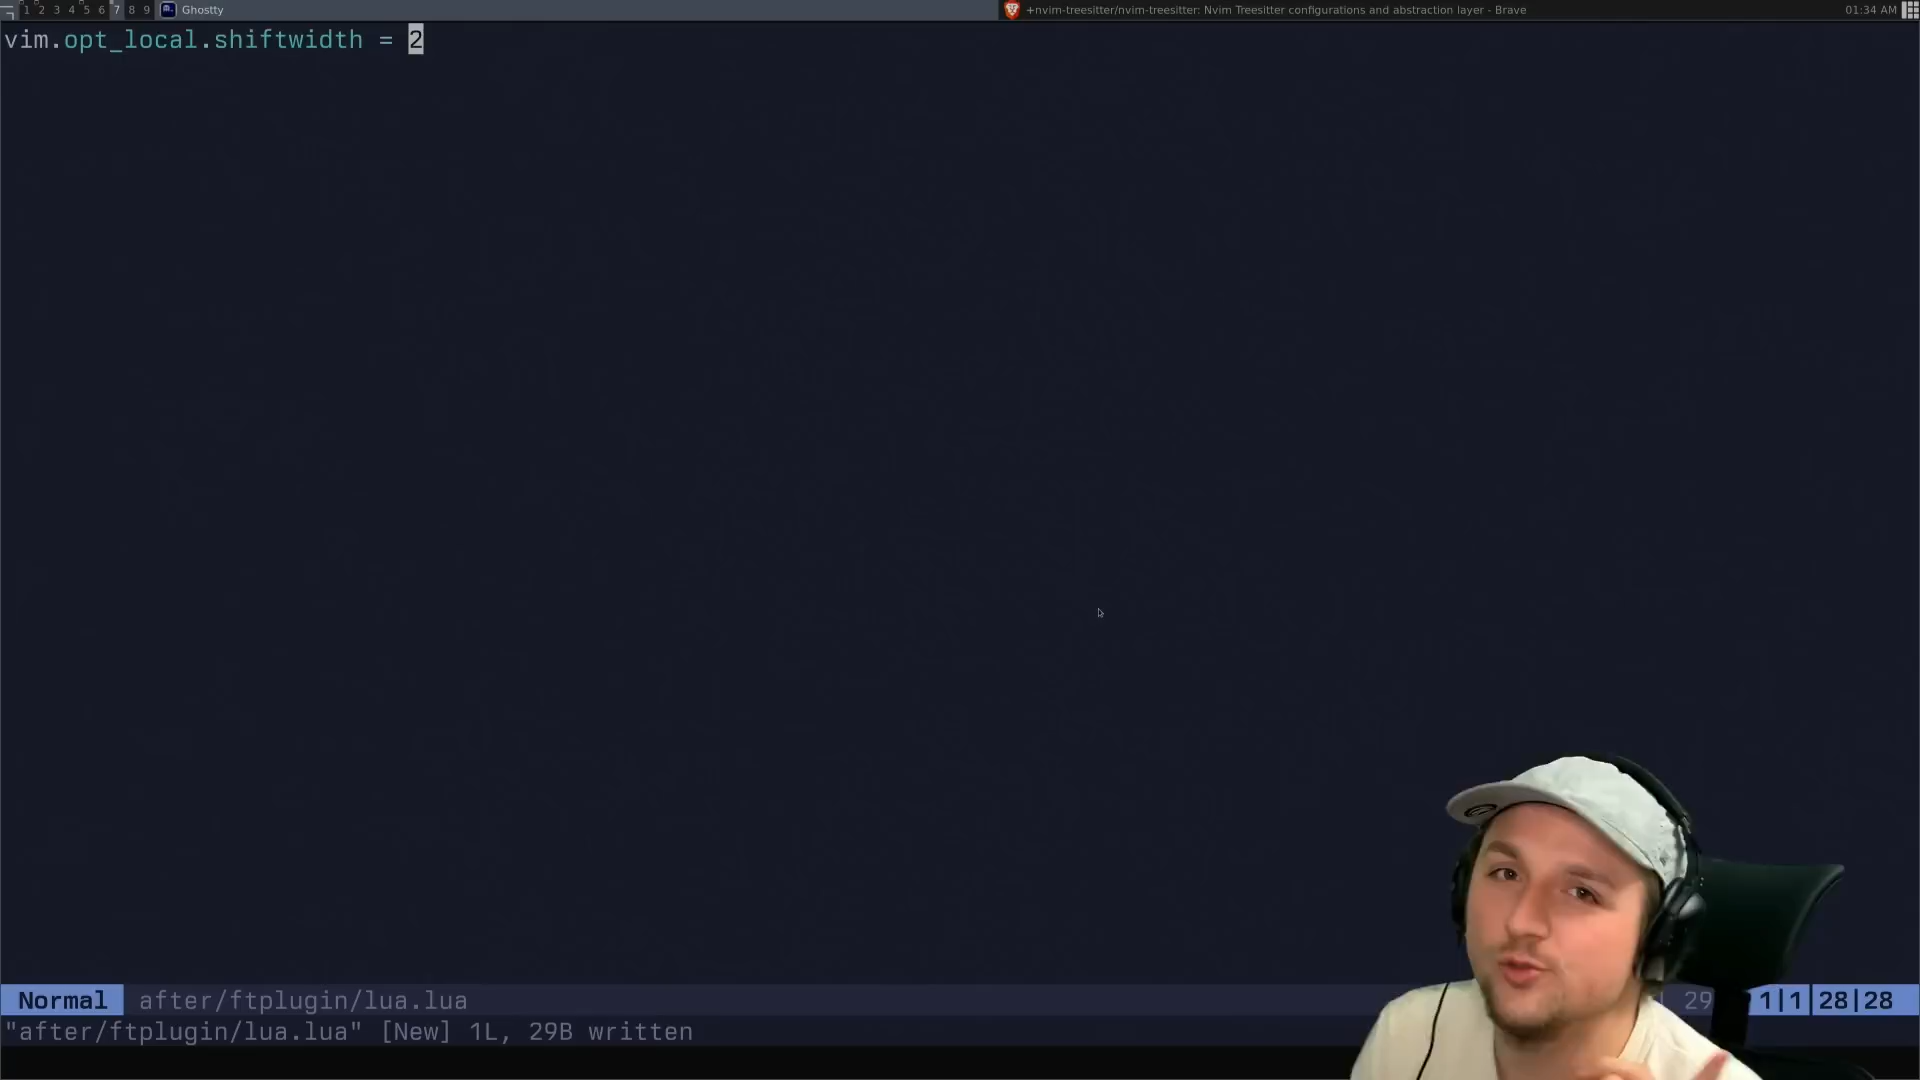 1 2 3 4 5 6 7 8 9 Ghostty +nvim-treesitter/nvim-treesitter: Nvim Treesitter configurations and abstraction layer - Brave 01:34 AM
vim.opt_local.shiftwidth = 2
Normal after/ftplugin/lua.lua 29 1|1 28|28
"after/ftplugin/lua.lua" [New] 1L, 29B written